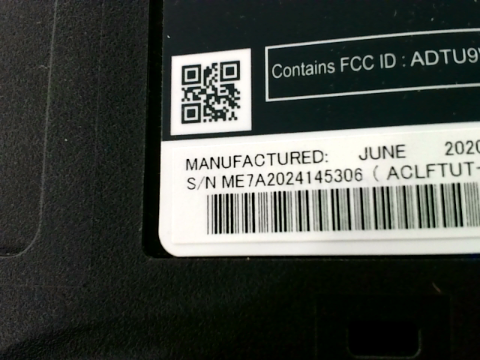 Contains FCC ID : ADTU9
MANUFACTURED: JUNE 2020
S/N ME7A2024145306 ( ACLFTUT-